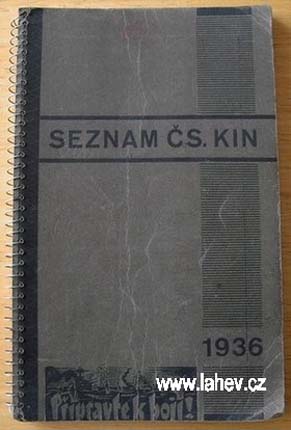 SEZNAM ČS. KIN
1936
Připravte k boji!
www.lahev.cz